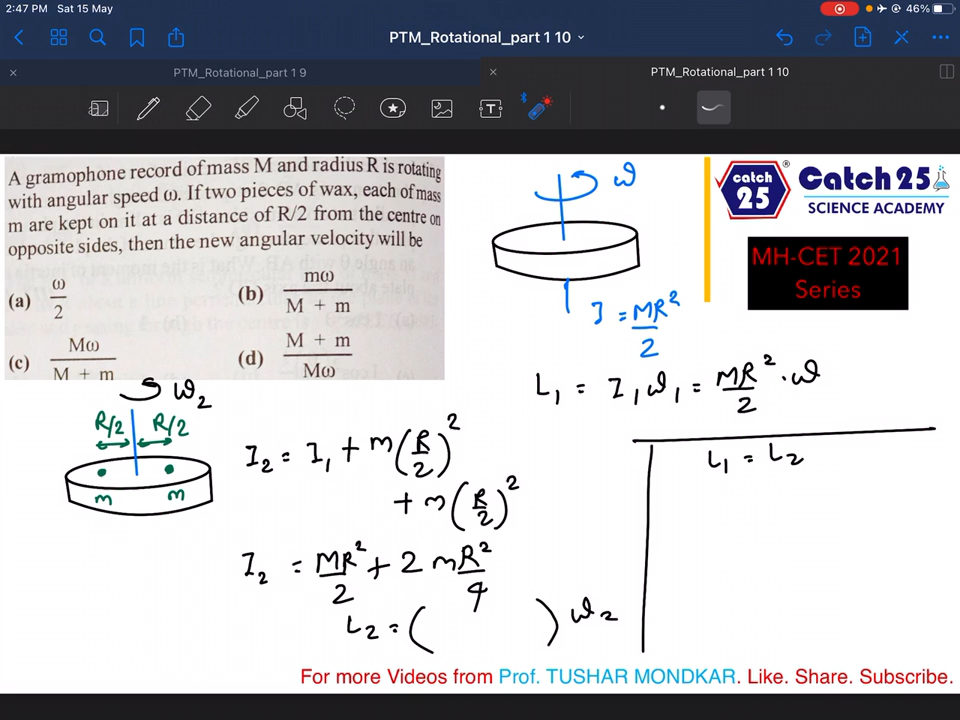 2:47 PM Sat 15 May
46%
PTM_Rotational_part 1 10
PTM_Rotational_part 1 9
PTM_Rotational_part 1 10
A gramophone record of mass M and radius R is rotating
with angular speed ω. If two pieces of wax, each of mass
m are kept on it at a distance of R/2 from the centre on
opposite sides, then the new angular velocity will be
(a) ω/2
(b) mω/(M + m)
(c) Mω/(M + m)
(d) (M + m)/Mω
ω
I = MR²/2
catch 25 ®
Catch 25
SCIENCE ACADEMY
MH-CET 2021
Series
L₁ = I₁ω₁ = MR²/2 · ω
ω₂
R/2 R/2
m m
I₂ = I₁ + m(R/2)²
+ m(R/2)²
I₂ = MR²/2 + 2 mR²/4
L₂ = ( ) ω₂
L₁ = L₂
For more Videos from Prof. TUSHAR MONDKAR. Like. Share. Subscribe.